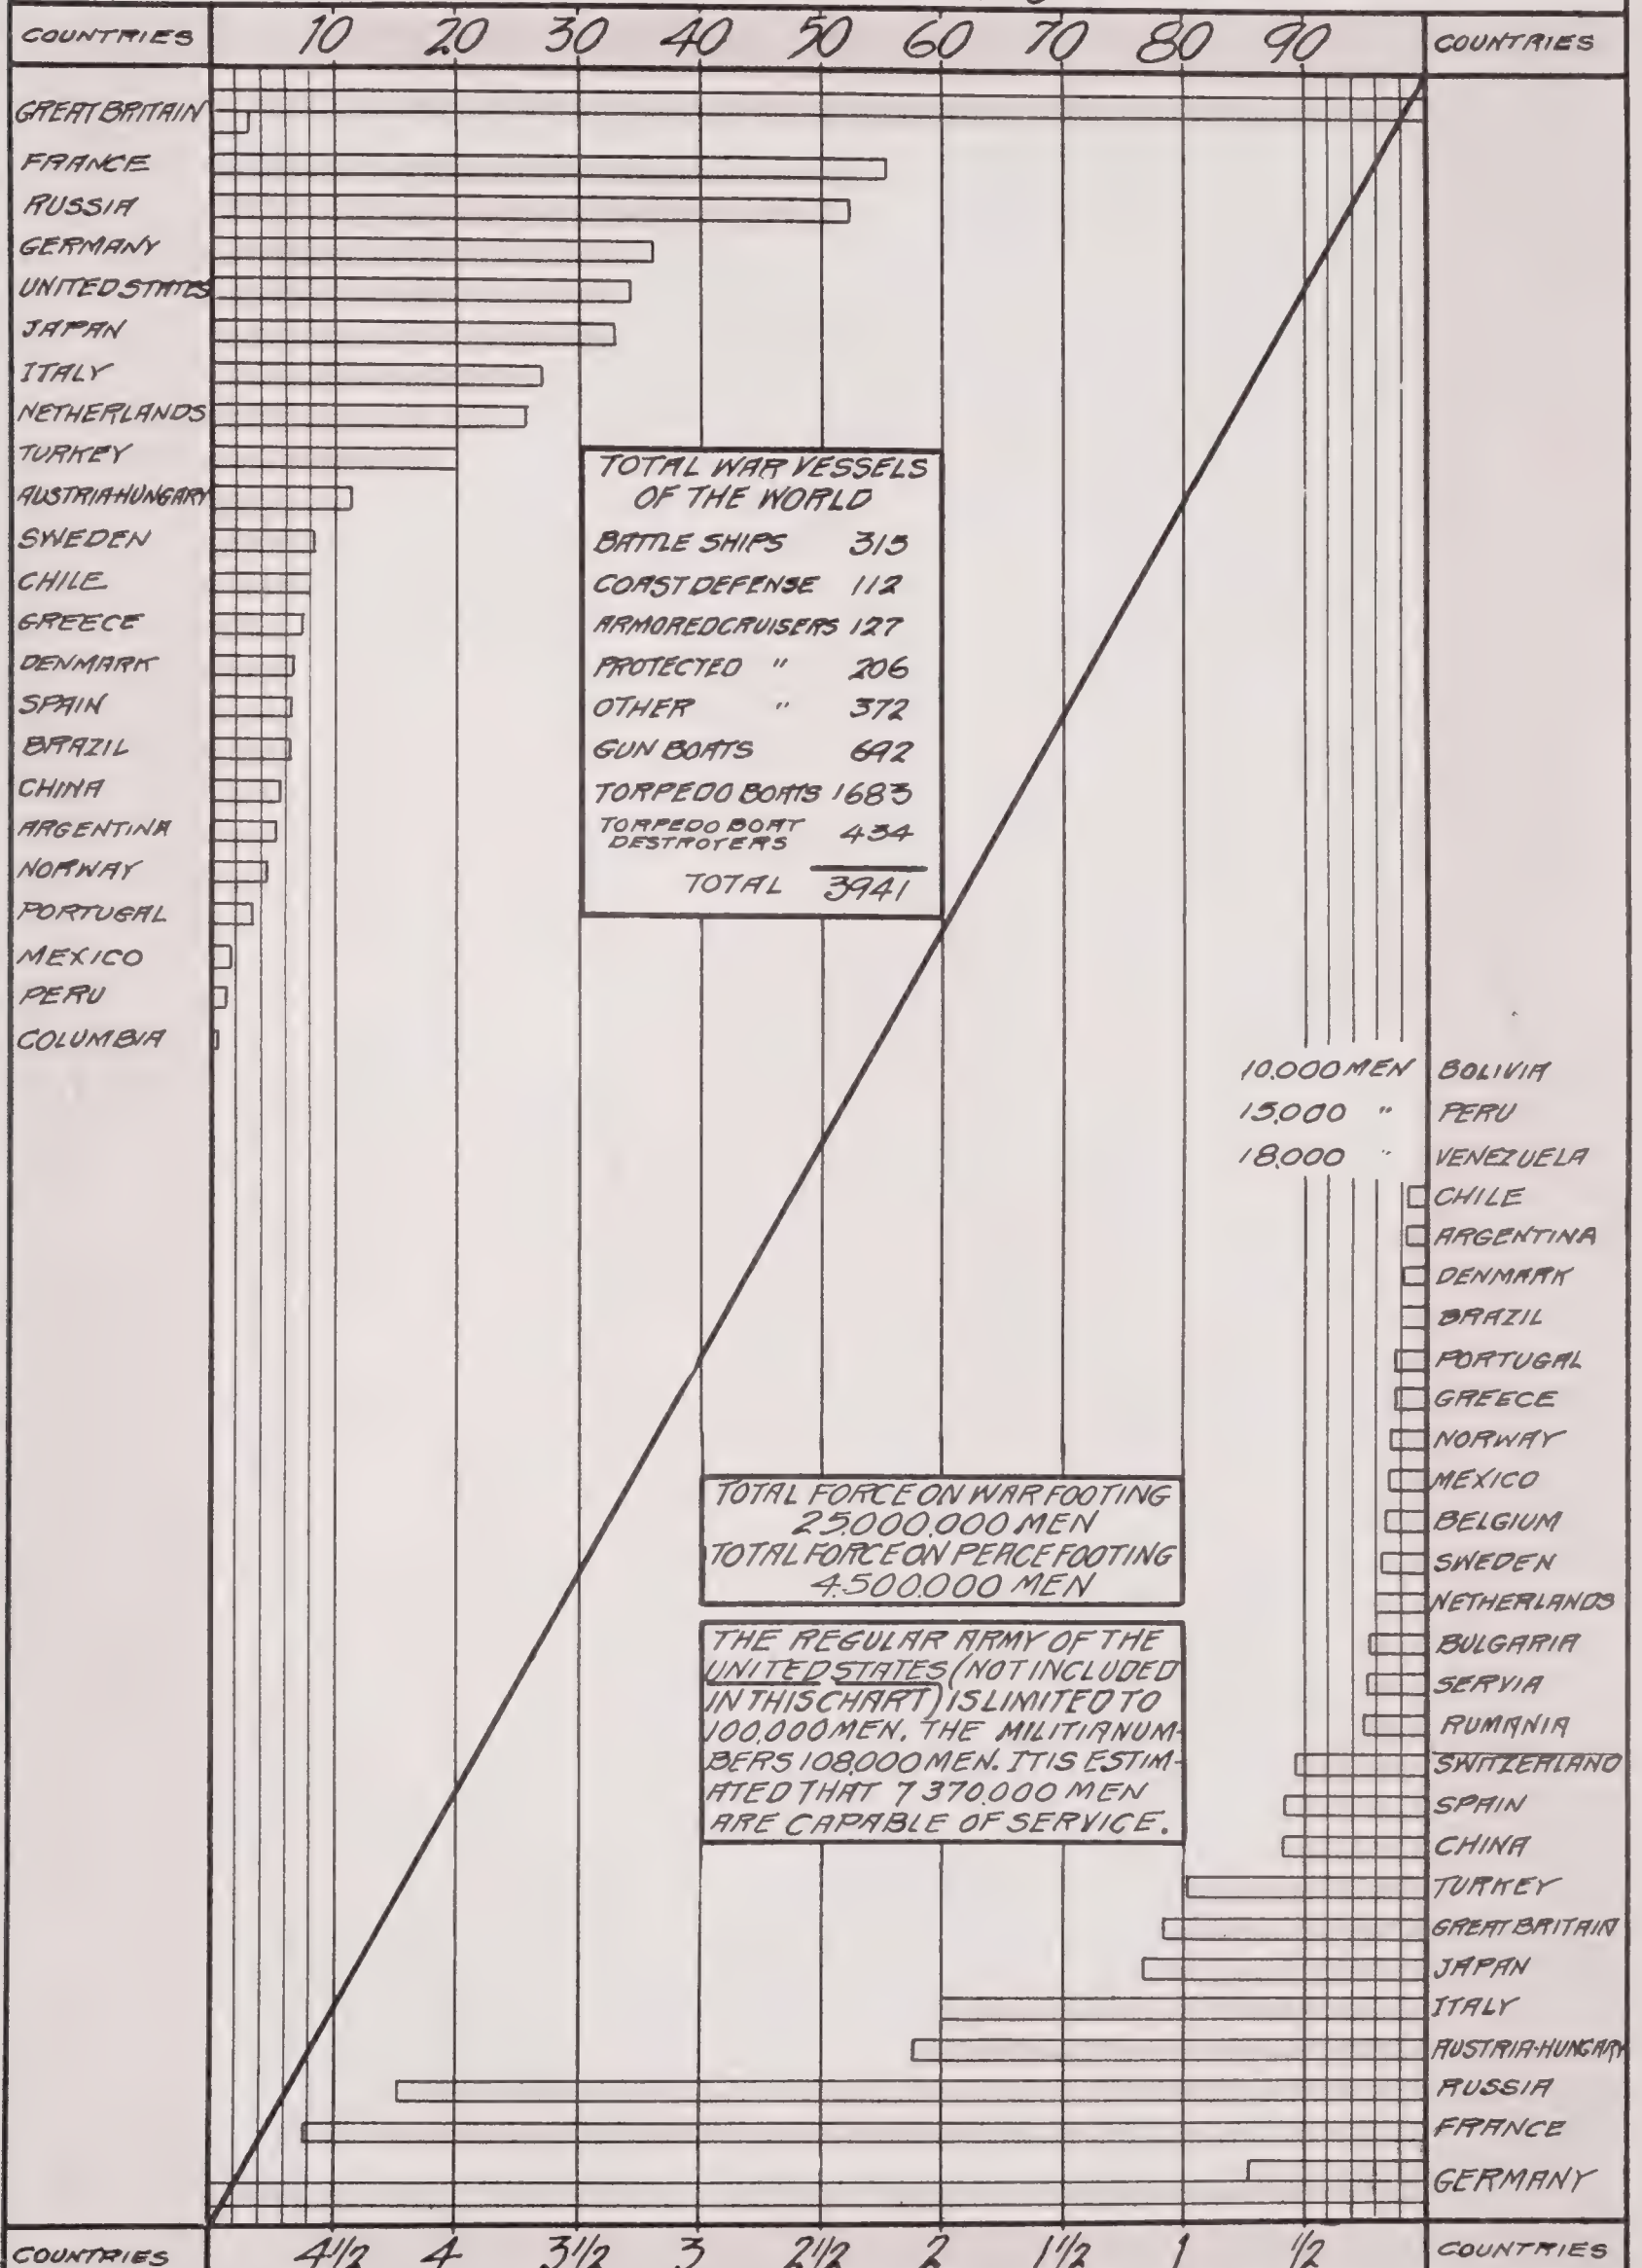 COUNTRIES 10 20 30 40 50 60 70 80 90 COUNTRIES
GREAT BRITAIN
FRANCE
RUSSIA
GERMANY
UNITED STATES
JAPAN
ITALY
NETHERLANDS
TURKEY
AUSTRIA-HUNGARY
SWEDEN
CHILE
GREECE
DENMARK
SPAIN
BRAZIL
CHINA
ARGENTINA
NORWAY
PORTUGAL
MEXICO
PERU
COLUMBIA
TOTAL WAR VESSELS
OF THE WORLD
BATTLE SHIPS 315
COAST DEFENSE 112
ARMORED CRUISERS 127
PROTECTED " 206
OTHER " 372
GUN BOATS 692
TORPEDO BOATS 1683
TORPEDO BOAT
DESTROYERS 434
TOTAL 3941
10,000 MEN BOLIVIA
15,000 " PERU
18,000 " VENEZUELA
CHILE
ARGENTINA
DENMARK
BRAZIL
PORTUGAL
GREECE
NORWAY
MEXICO
BELGIUM
SWEDEN
NETHERLANDS
BULGARIA
SERVIA
RUMANIA
SWITZERLAND
SPAIN
CHINA
TURKEY
GREAT BRITAIN
JAPAN
ITALY
AUSTRIA-HUNGARY
RUSSIA
FRANCE
GERMANY
TOTAL FORCE ON WAR FOOTING
25,000,000 MEN
TOTAL FORCE ON PEACE FOOTING
4,500,000 MEN
THE REGULAR ARMY OF THE
UNITED STATES (NOT INCLUDED
IN THIS CHART) IS LIMITED TO
100,000 MEN. THE MILITIA NUM-
BERS 108,000 MEN. IT IS ESTIM-
ATED THAT 7 370,000 MEN
ARE CAPABLE OF SERVICE.
COUNTRIES 4 1/2 4 3 1/2 3 2 1/2 2 1 1/2 1 1/2 COUNTRIES